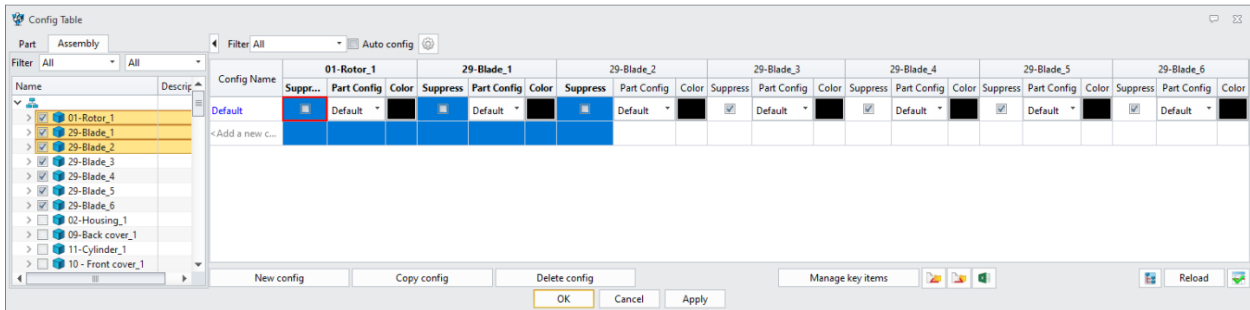 Config Table
Part Assembly
Filter All All
Name Descrip
01-Rotor_1
29-Blade_1
29-Blade_2
29-Blade_3
29-Blade_4
29-Blade_5
29-Blade_6
02-Housing_1
09-Back cover_1
11-Cylinder_1
10 - Front cover_1
Filter All Auto config
Config Name 01-Rotor_1 29-Blade_1 29-Blade_2 29-Blade_3 29-Blade_4 29-Blade_5 29-Blade_6
Suppr... Part Config Color Suppress Part Config Color Suppress Part Config Color Suppress Part Config Color Suppress Part Config Color Suppress Part Config Color Suppress Part Config Color
Default Default Default Default Default Default Default Default
<Add a new c...
New config Copy config Delete config Manage key items Reload
OK Cancel Apply